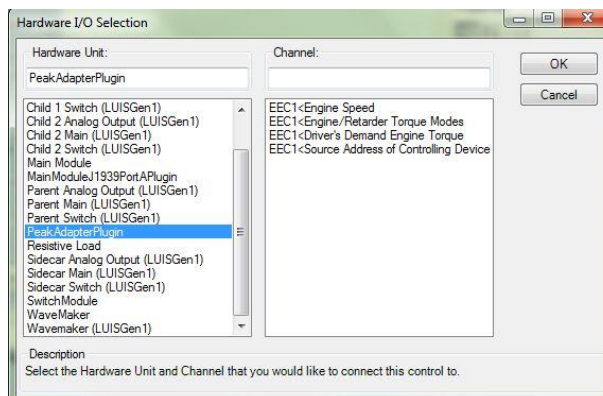 Hardware I/O Selection
Hardware Unit:
Channel:
OK
PeakAdapterPlugin
Cancel
Child 1 Switch (LUISGen1)
Child 2 Analog Output (LUISGen1)
Child 2 Main (LUISGen1)
Child 2 Switch (LUISGen1)
Main Module
MainModuleJ1939PortAPlugin
Parent Analog Output (LUISGen1)
Parent Main (LUISGen1)
Parent Switch (LUISGen1)
PeakAdapterPlugin
Resistive Load
Sidecar Analog Output (LUISGen1)
Sidecar Main (LUISGen1)
Sidecar Switch (LUISGen1)
SwitchModule
WaveMaker
Wavemaker (LUISGen1)
EEC1<Engine Speed
EEC1<Engine/Retarder Torque Modes
EEC1<Driver's Demand Engine Torque
EEC1<Source Address of Controlling Device
Description
Select the Hardware Unit and Channel that you would like to connect this control to.